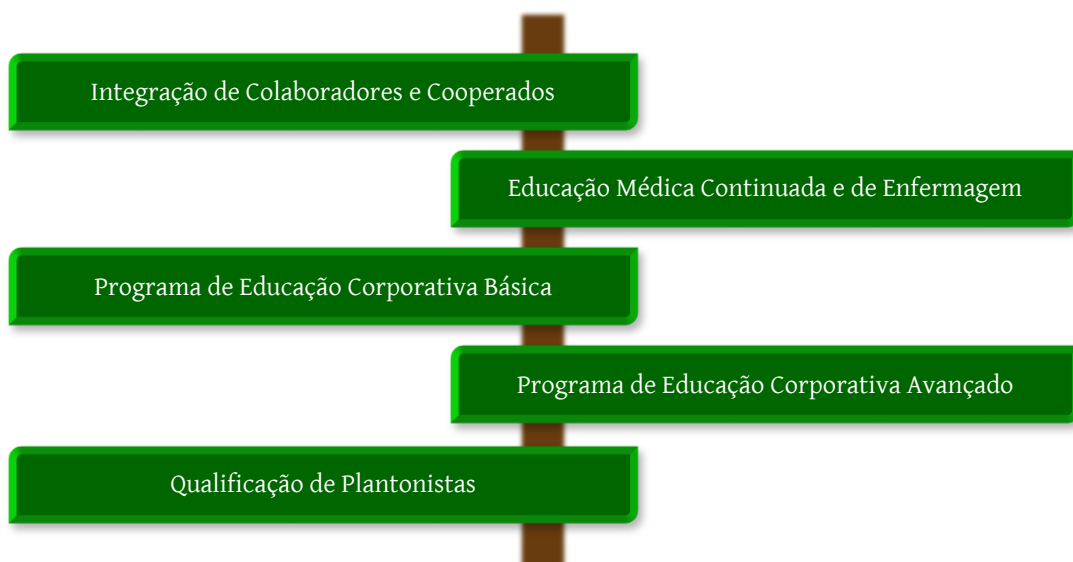 Integração de Colaboradores e Cooperados
Educação Médica Continuada e de Enfermagem
Programa de Educação Corporativa Básica
Programa de Educação Corporativa Avançado
Qualificação de Plantonistas